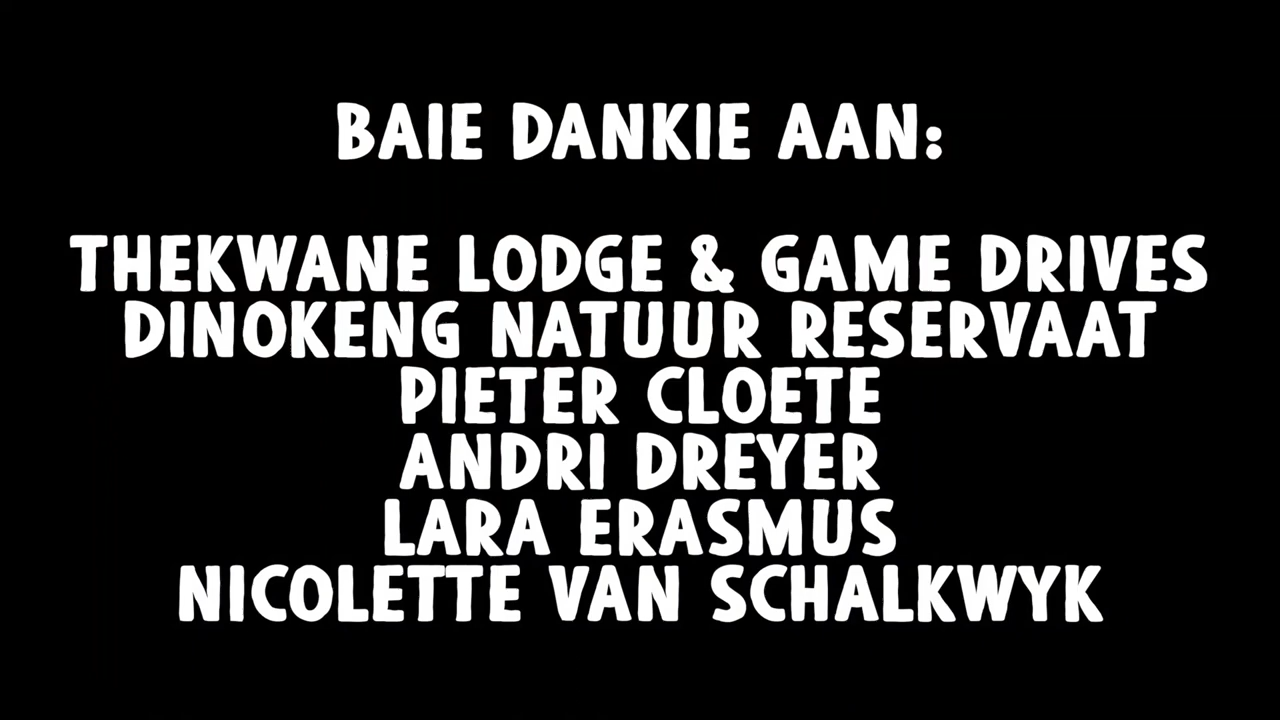 BAIE DANKIE AAN:
THEKWANE LODGE & GAME DRIVES
DINOKENG NATUUR RESERVAAT
PIETER CLOETE
ANDRI DREYER
LARA ERASMUS
NICOLETTE VAN SCHALKWYK